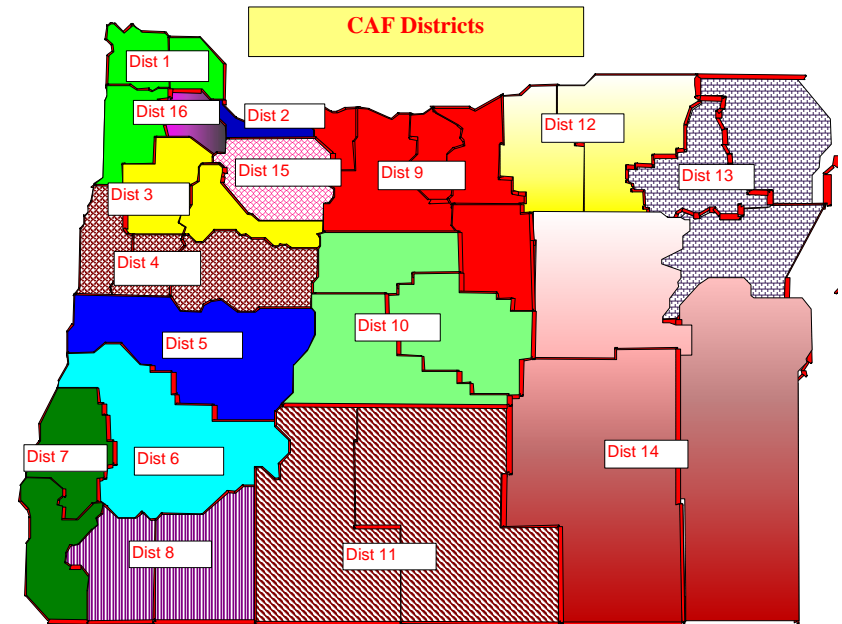 CAF Districts
Dist 1
Dist 16
Dist 2
Dist 12
Dist 15
Dist 9
Dist 13
Dist 3
Dist 4
Dist 10
Dist 5
Dist 7
Dist 6
Dist 14
Dist 8
Dist 11